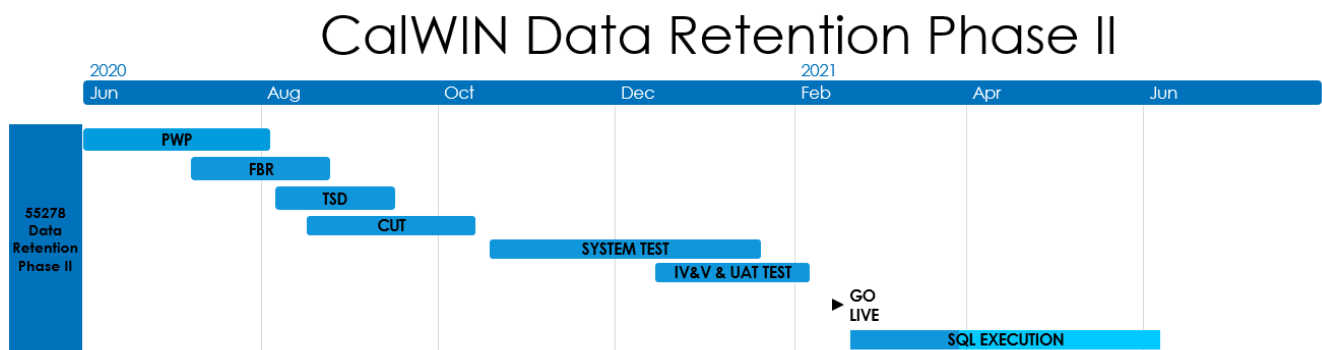 CalWIN Data Retention Phase II
2020 2021
Jun Aug Oct Dec Feb Apr Jun
PWP
FBR
TSD
CUT
SYSTEM TEST
IV&V & UAT TEST
GO
LIVE
SQL EXECUTION
55278
Data
Retention
Phase II